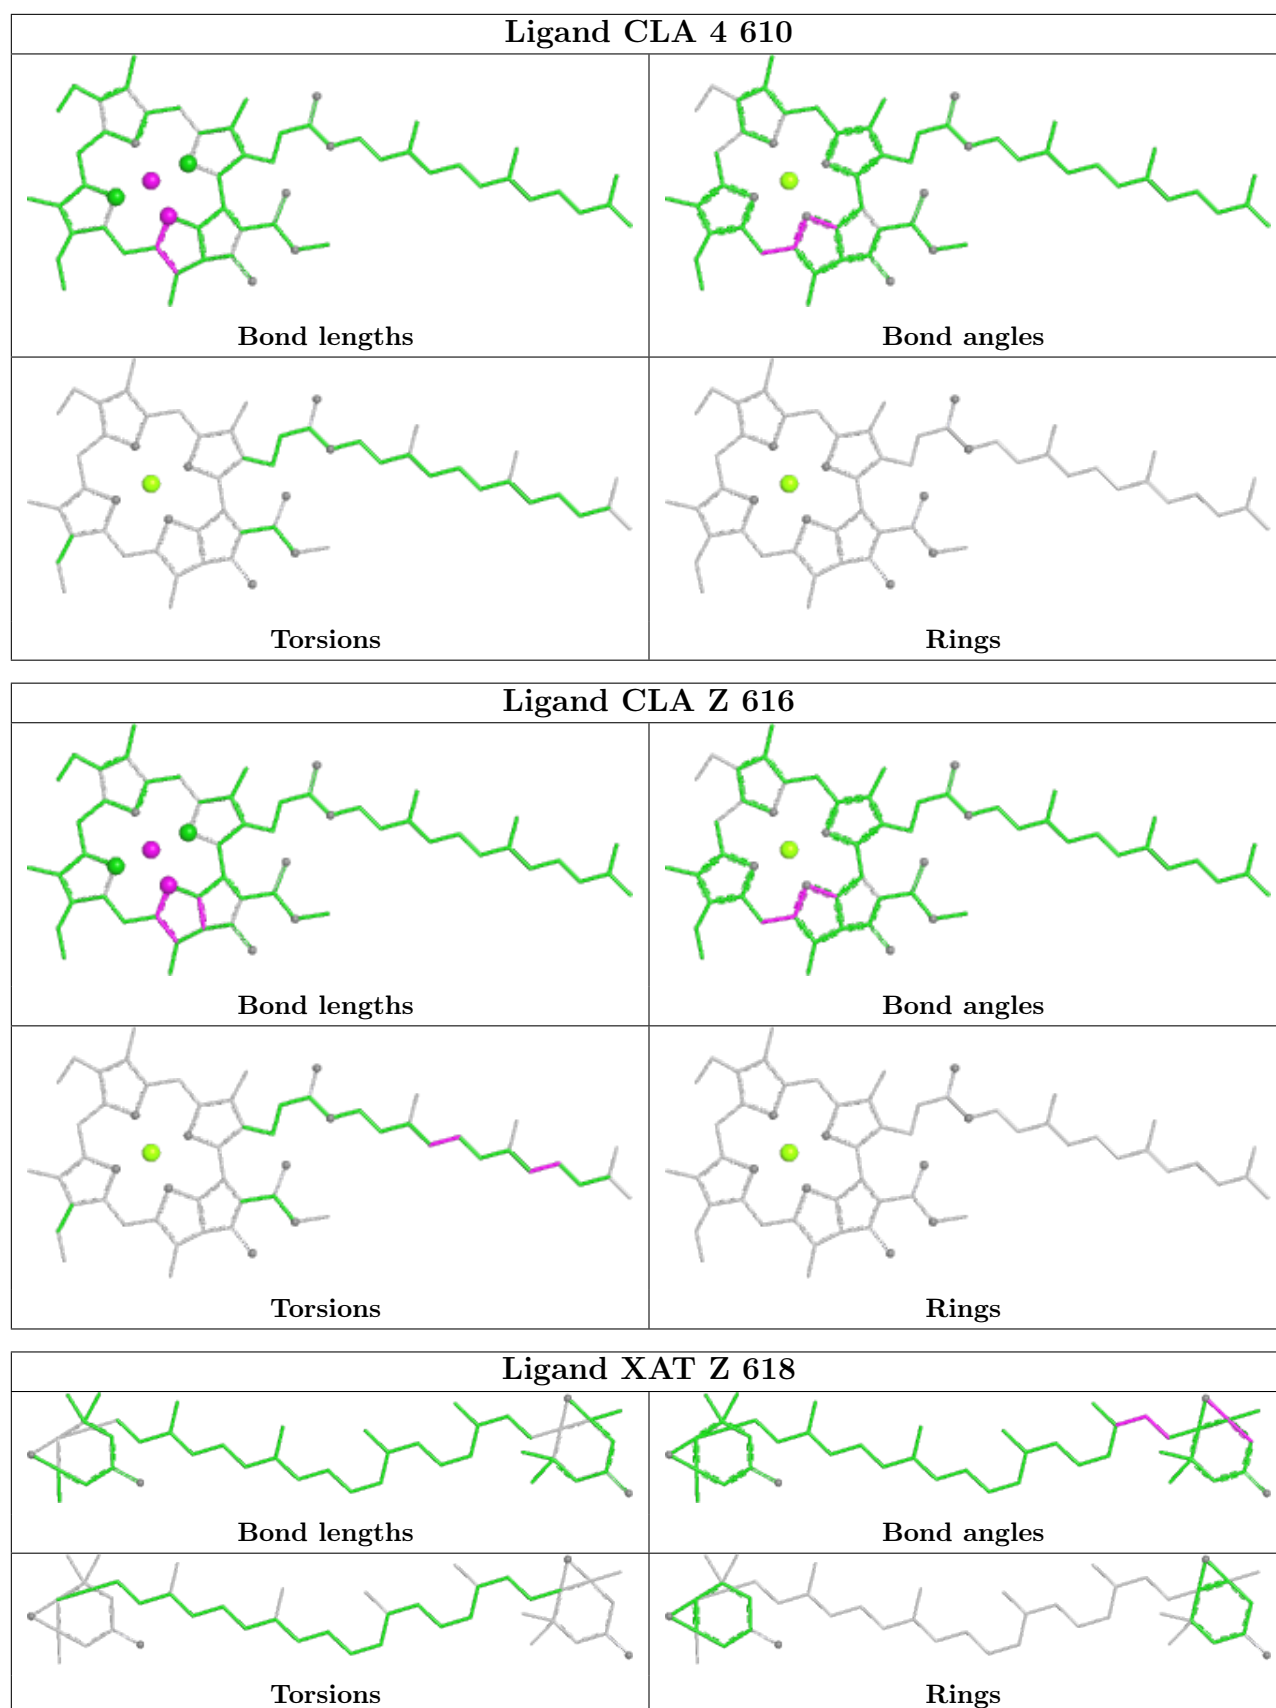 Ligand CLA 4 610
Bond lengths
Bond angles
Torsions
Rings
Ligand CLA Z 616
Bond lengths
Bond angles
Torsions
Rings
Ligand XAT Z 618
Bond lengths
Bond angles
Torsions
Rings